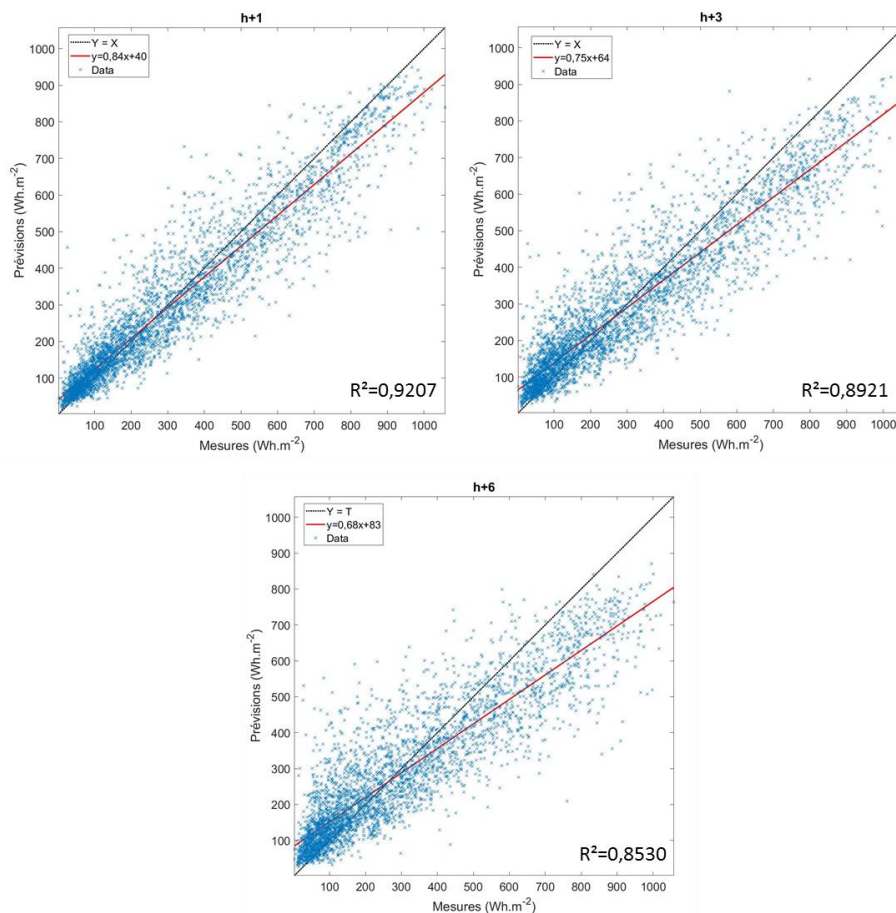 h+1
Y = X
y=0,84x+40
Data
1000
900
800
700
600
500
400
300
200
100
Prévisions (Wh.m-2)
R²=0,9207
100 200 300 400 500 600 700 800 900 1000
Mesures (Wh.m-2)
h+3
Y = X
y=0,75x+64
Data
1000
900
800
700
600
500
400
300
200
100
Prévisions (Wh.m-2)
R²=0,8921
100 200 300 400 500 600 700 800 900 1000
Mesures (Wh.m-2)
h+6
Y = T
y=0,68x+83
Data
1000
900
800
700
600
500
400
300
200
100
Prévisions (Wh.m-2)
R²=0,8530
100 200 300 400 500 600 700 800 900 1000
Mesures (Wh.m-2)